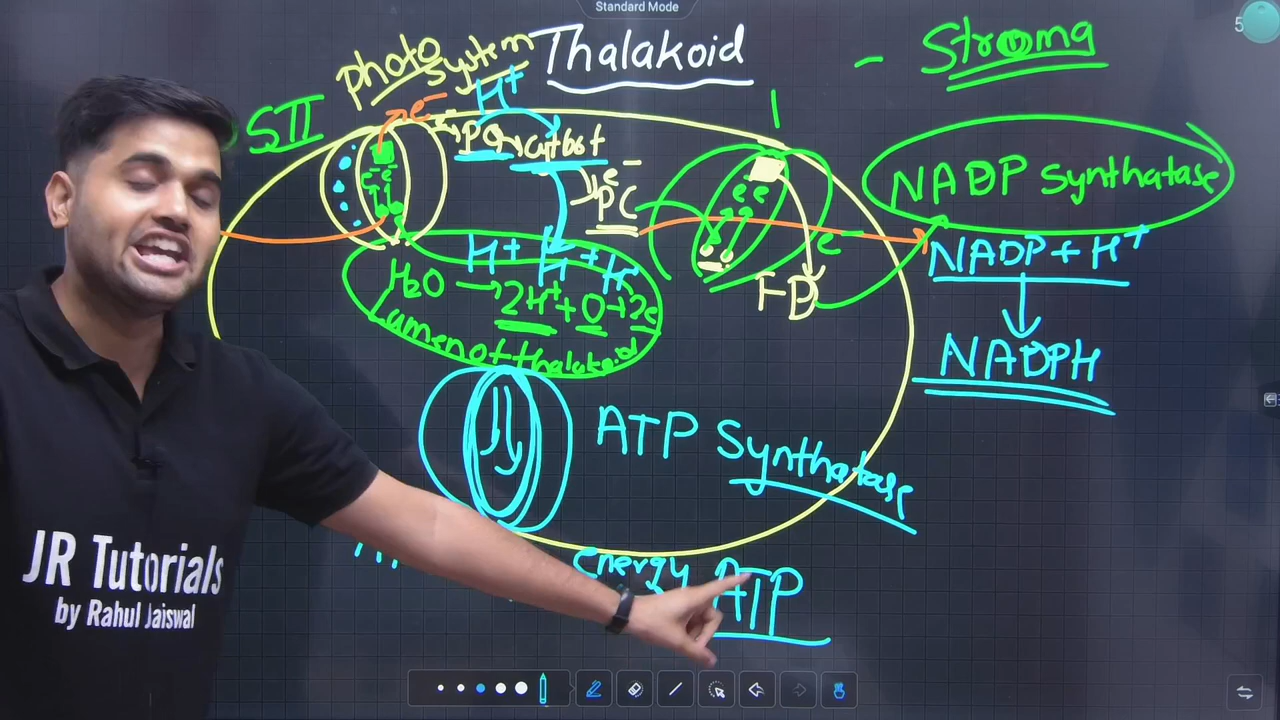 Standard Mode
5
Photo
System
Thalakoid
- Stroma
SII
e-
H+
PQ
Cytb6f
I
e-
PC
e- e-
e e
e-
FD
NADP Synthatase
NADP + H+
NADPH
H+ H+ H+
H2O → 2H+ + O + 2e
Lumen of thalakoid
ATP Synthatase
Energy ATP
JR Tutorials
by Rahul Jaiswal